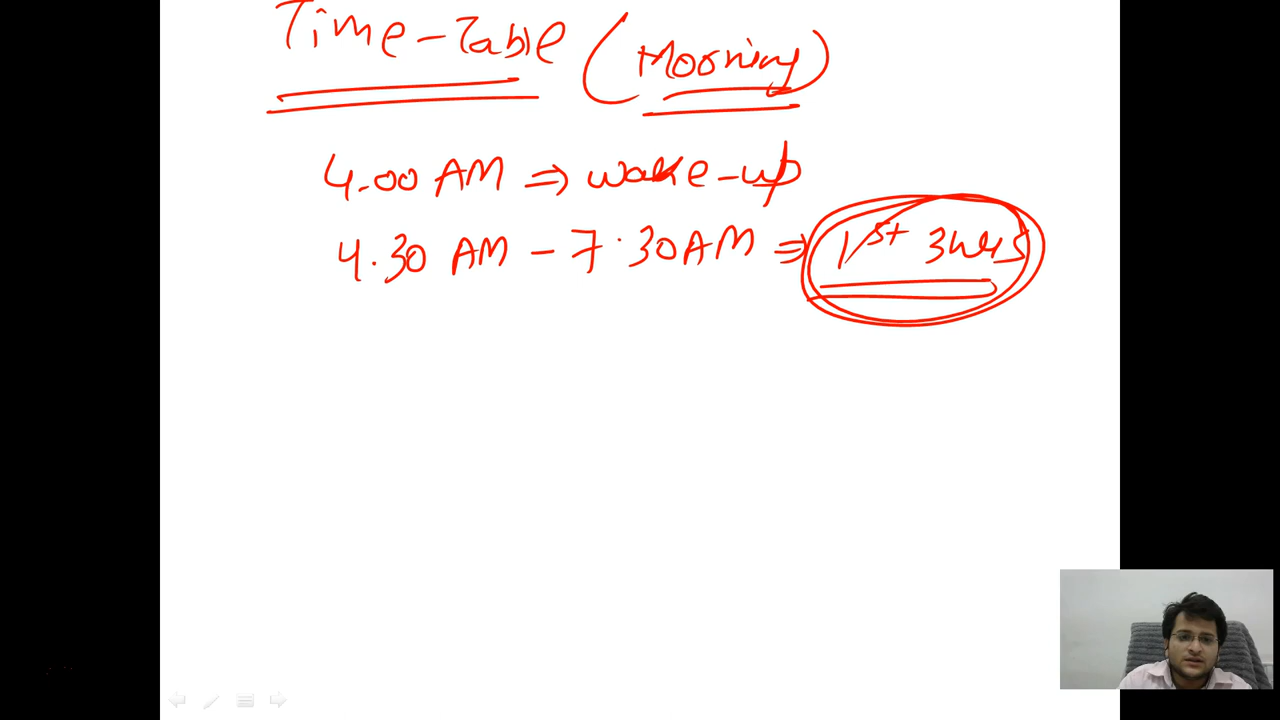 Time-Table (Morning)
4.00 AM ⇒ wake-up
4.30 AM - 7.30 AM ⇒ 1st 3hrs